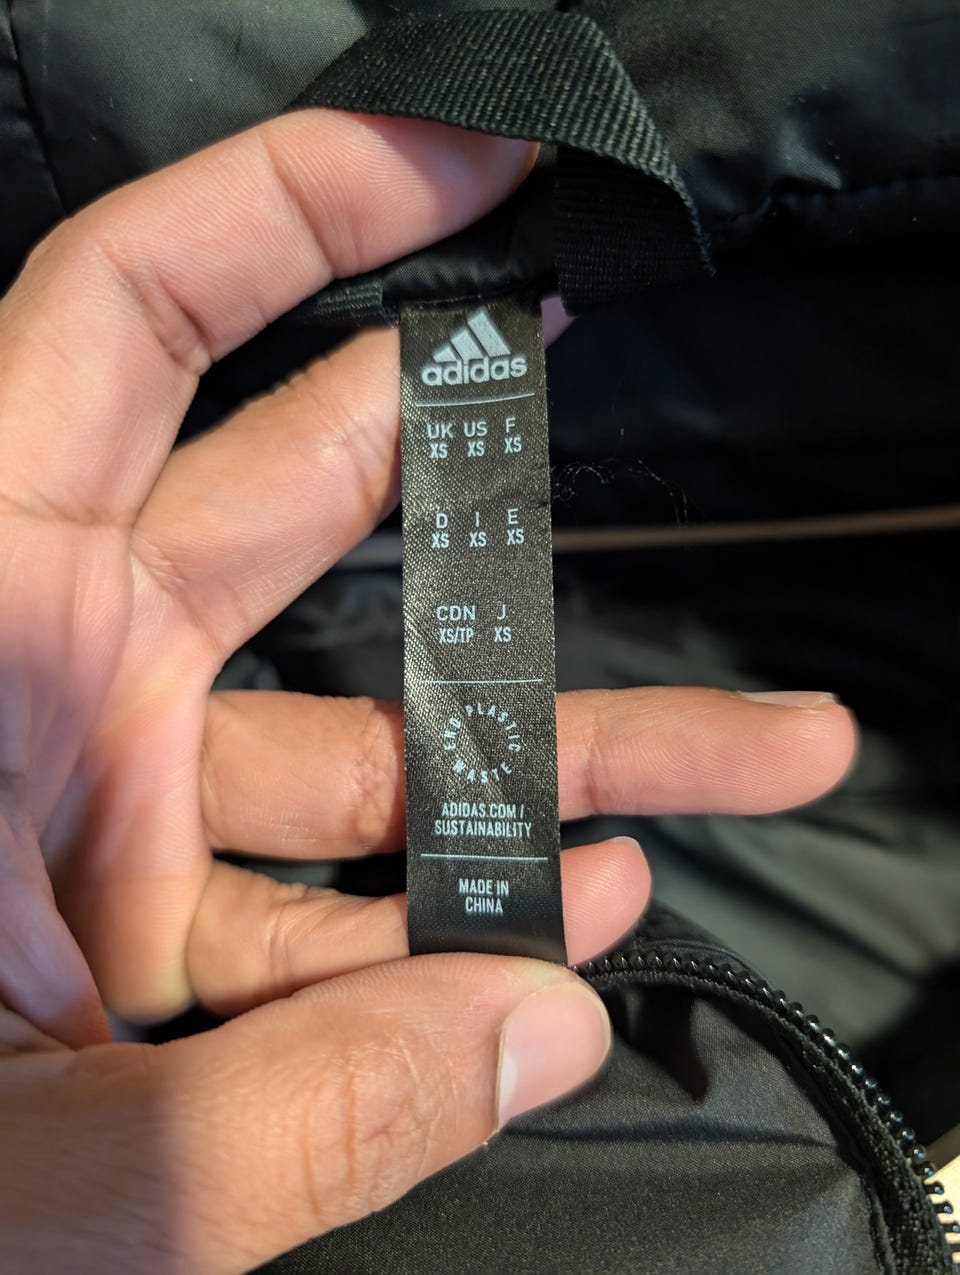 adidas
UK US F
XS XS XS
D I E
XS XS XS
CDN J
XS/TP XS
END PLASTIC WASTE
ADIDAS.COM/
SUSTAINABILITY
MADE IN
CHINA